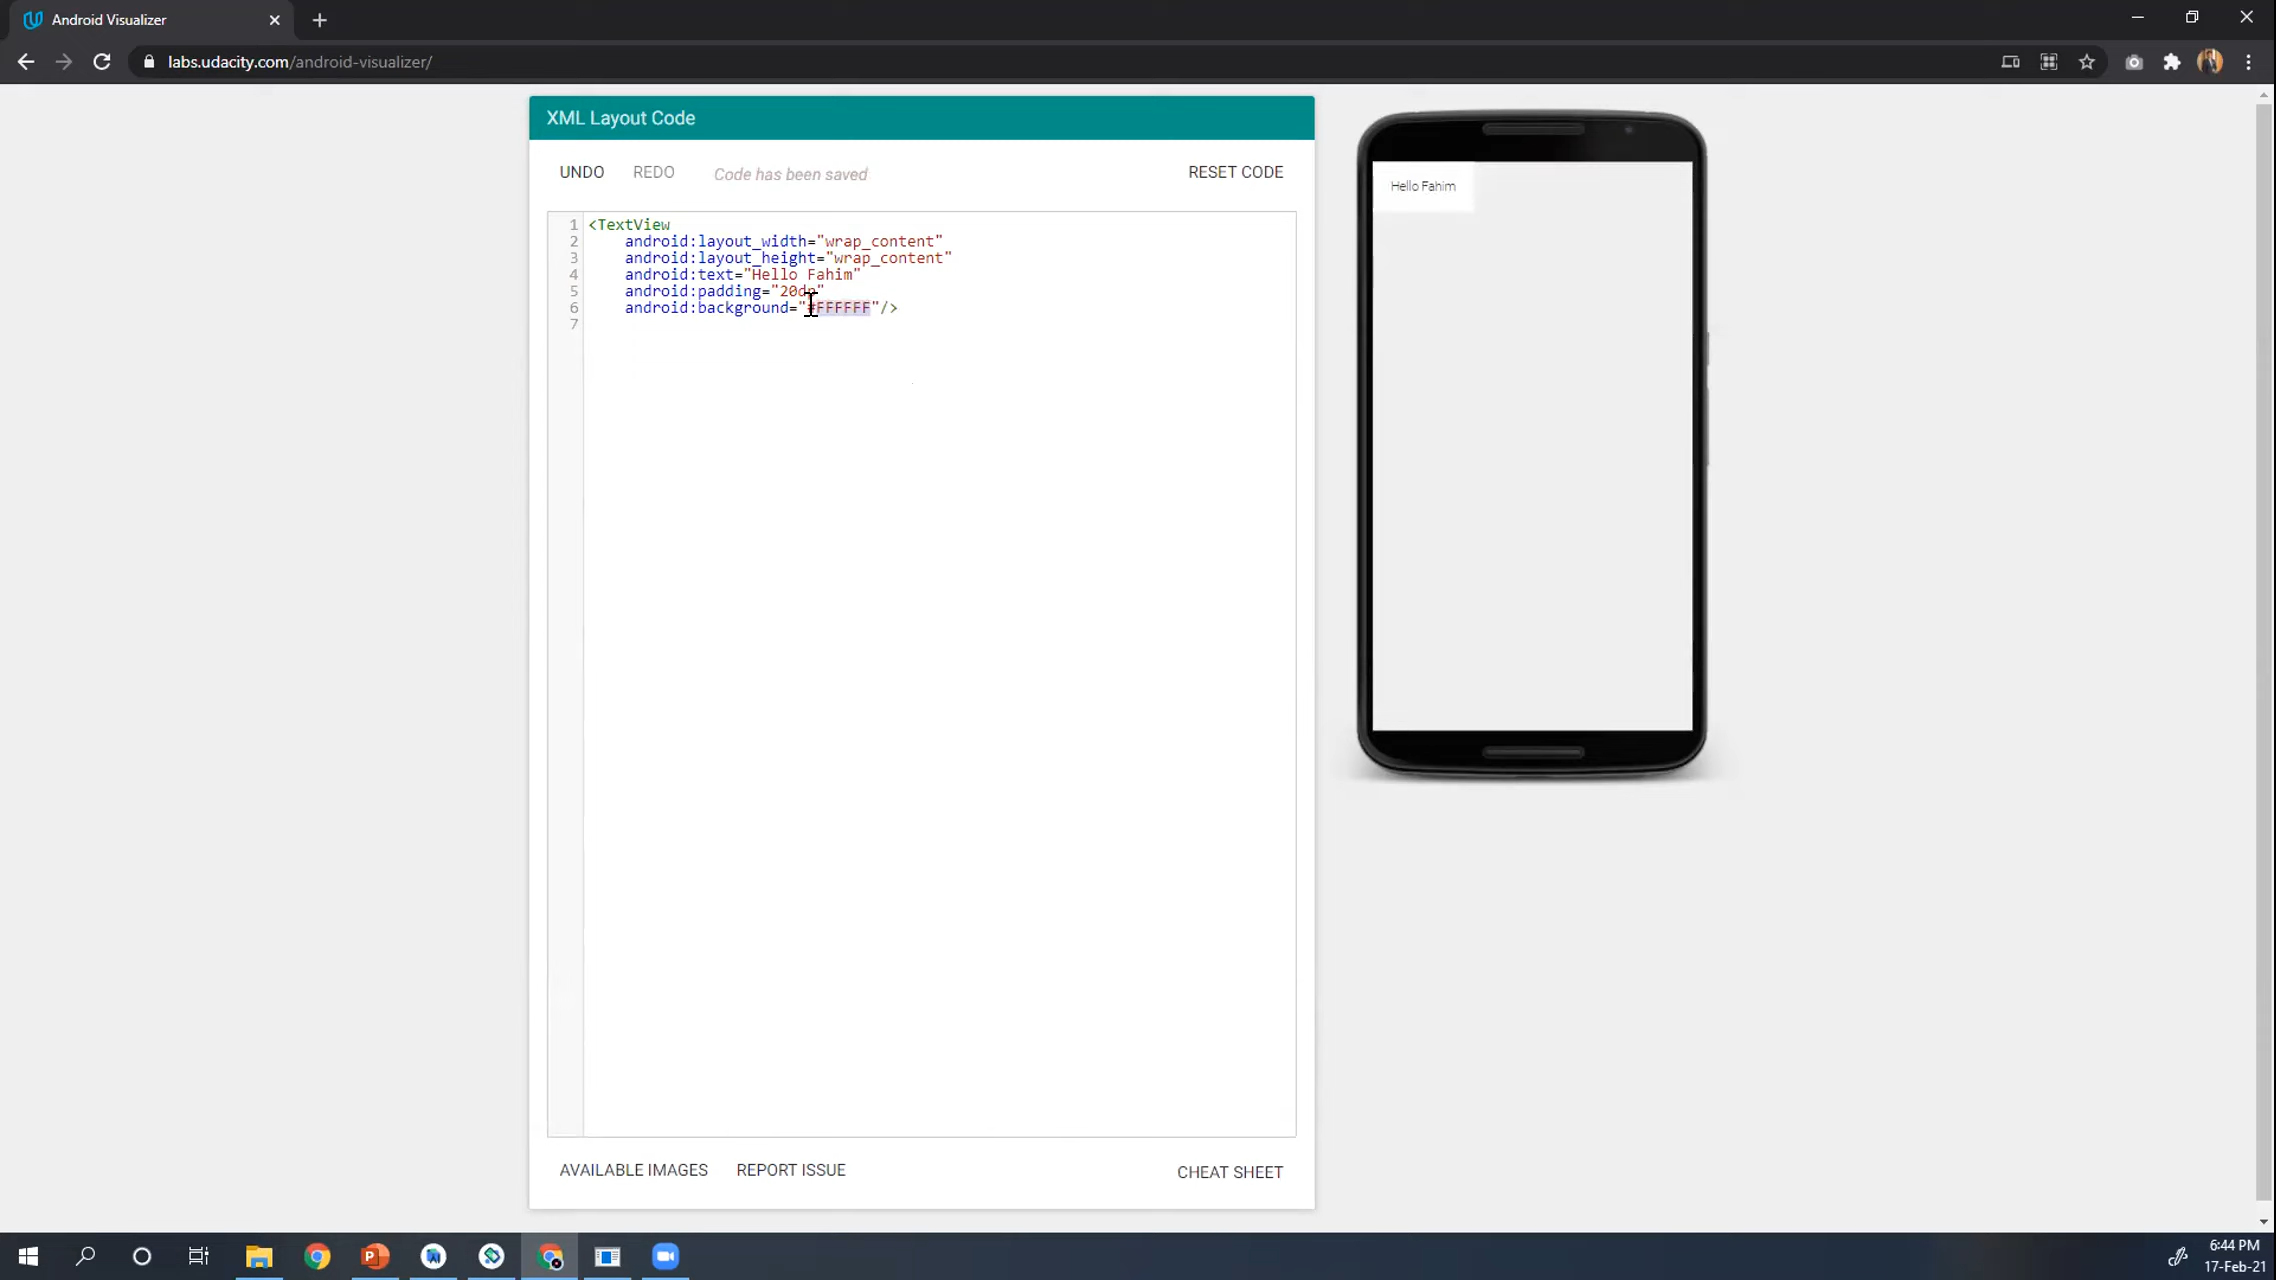 Android Visualizer
labs.udacity.com/android-visualizer/
XML Layout Code
UNDO REDO Code has been saved RESET CODE
1 <TextView
2 android:layout_width="wrap_content"
3 android:layout_height="wrap_content"
4 android:text="Hello Fahim"
5 android:padding="20dp"
6 android:background="#FFFFFF"/>
7
AVAILABLE IMAGES REPORT ISSUE CHEAT SHEET
Hello Fahim
6:44 PM
17-Feb-21